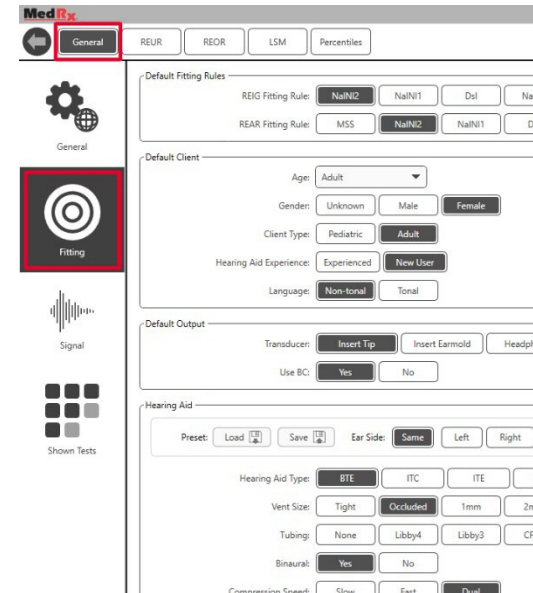 MedRx
General REUR REOR LSM Percentiles
General
Fitting
Signal
Shown Tests
Default Fitting Rules
REIG Fitting Rule: NalNl2 NalNl1 Dsl Na
REAR Fitting Rule: MSS NalNl2 NalNl1 D
Default Client
Age: Adult
Gender: Unknown Male Female
Client Type: Pediatric Adult
Hearing Aid Experience: Experienced New User
Language: Non-tonal Tonal
Default Output
Transducer: Insert Tip Insert Earmold Headph
Use BC: Yes No
Hearing Aid
Preset: Load Save Ear Side: Same Left Right
Hearing Aid Type: BTE ITC ITE
Vent Size: Tight Occluded 1mm 2m
Tubing: None Libby4 Libby3 CF
Binaural: Yes No
Compression Speed: Slow Fast Dual